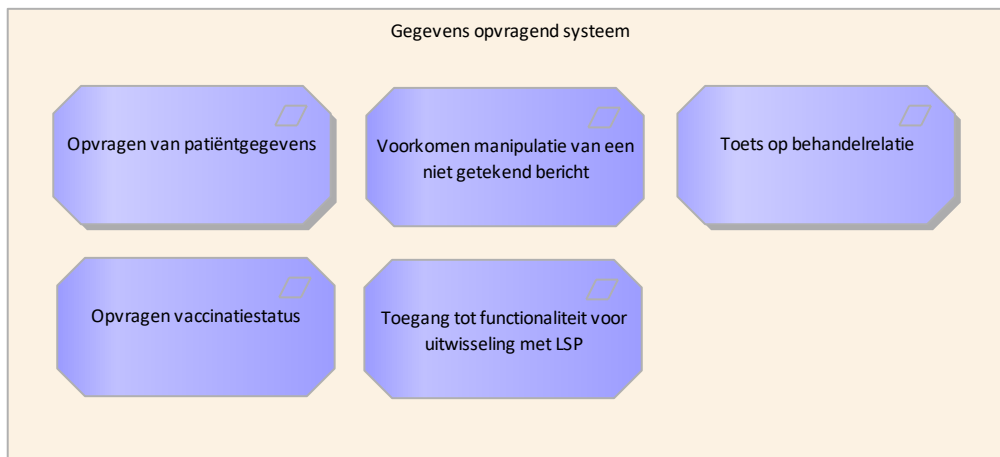 Gegevens opvragend systeem
Opvragen van patiëntgegevens
Voorkomen manipulatie van een
niet getekend bericht
Toets op behandelrelatie
Opvragen vaccinatiestatus
Toegang tot functionaliteit voor
uitwisseling met LSP